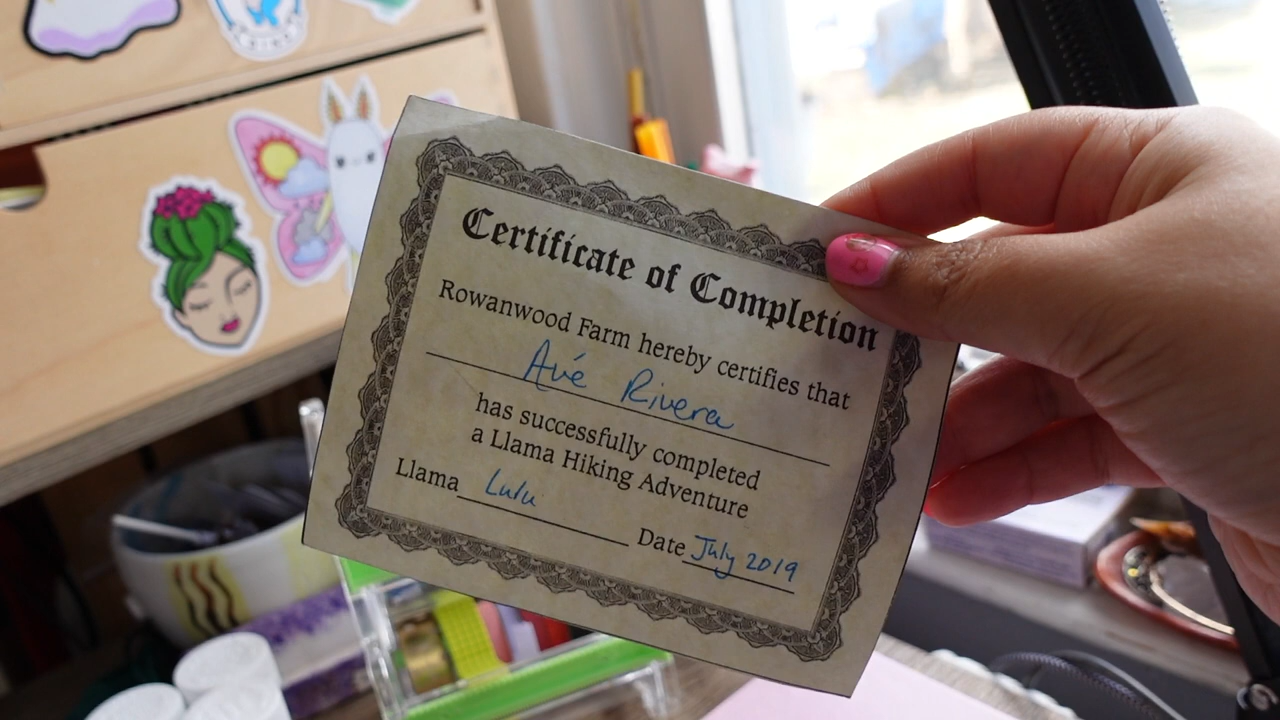 Certificate of Completion
Rowanwood Farm hereby certifies that
Avé Rivera
has successfully completed
a Llama Hiking Adventure
Llama Lulu
Date July 2019